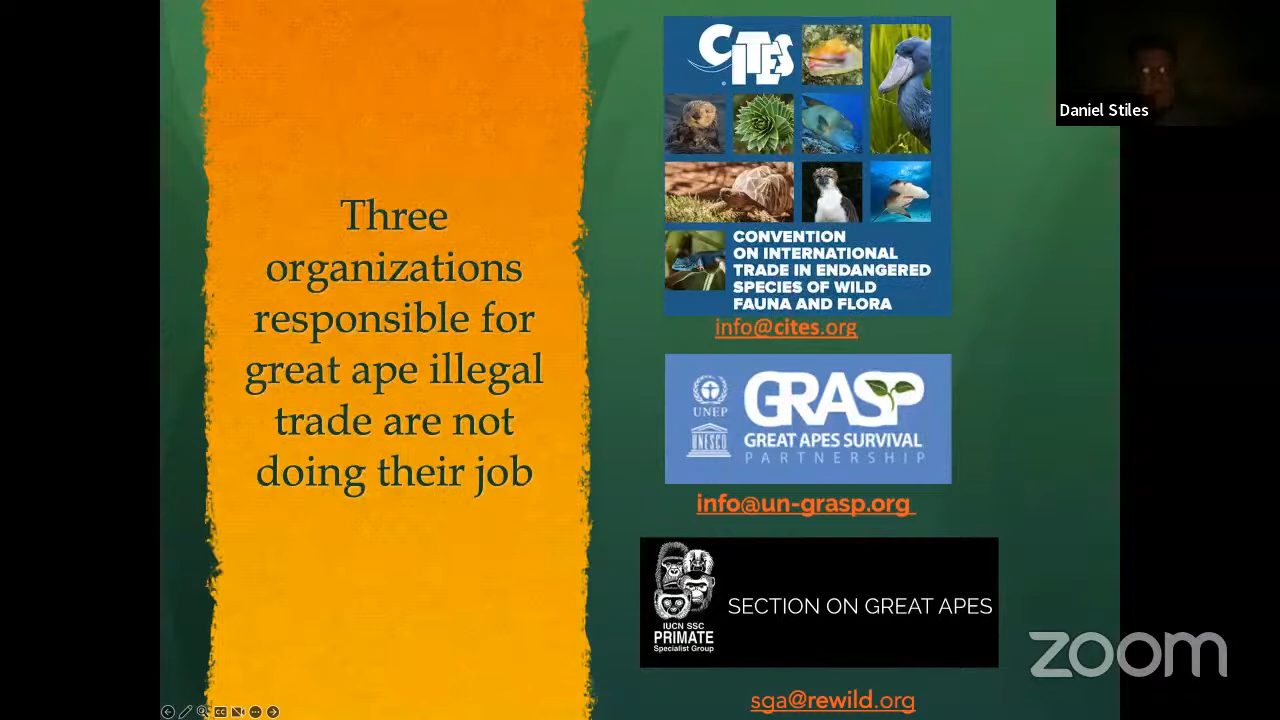 Three
organizations
responsible for
great ape illegal
trade are not
doing their job
CITES
CONVENTION
ON INTERNATIONAL
TRADE IN ENDANGERED
SPECIES OF WILD
FAUNA AND FLORA
info@cites.org
UNEP
UNESCO
GRASP
GREAT APES SURVIVAL
PARTNERSHIP
info@un-grasp.org
IUCN SSC
PRIMATE
Specialist Group
SECTION ON GREAT APES
sga@rewild.org
Daniel Stiles
zoom